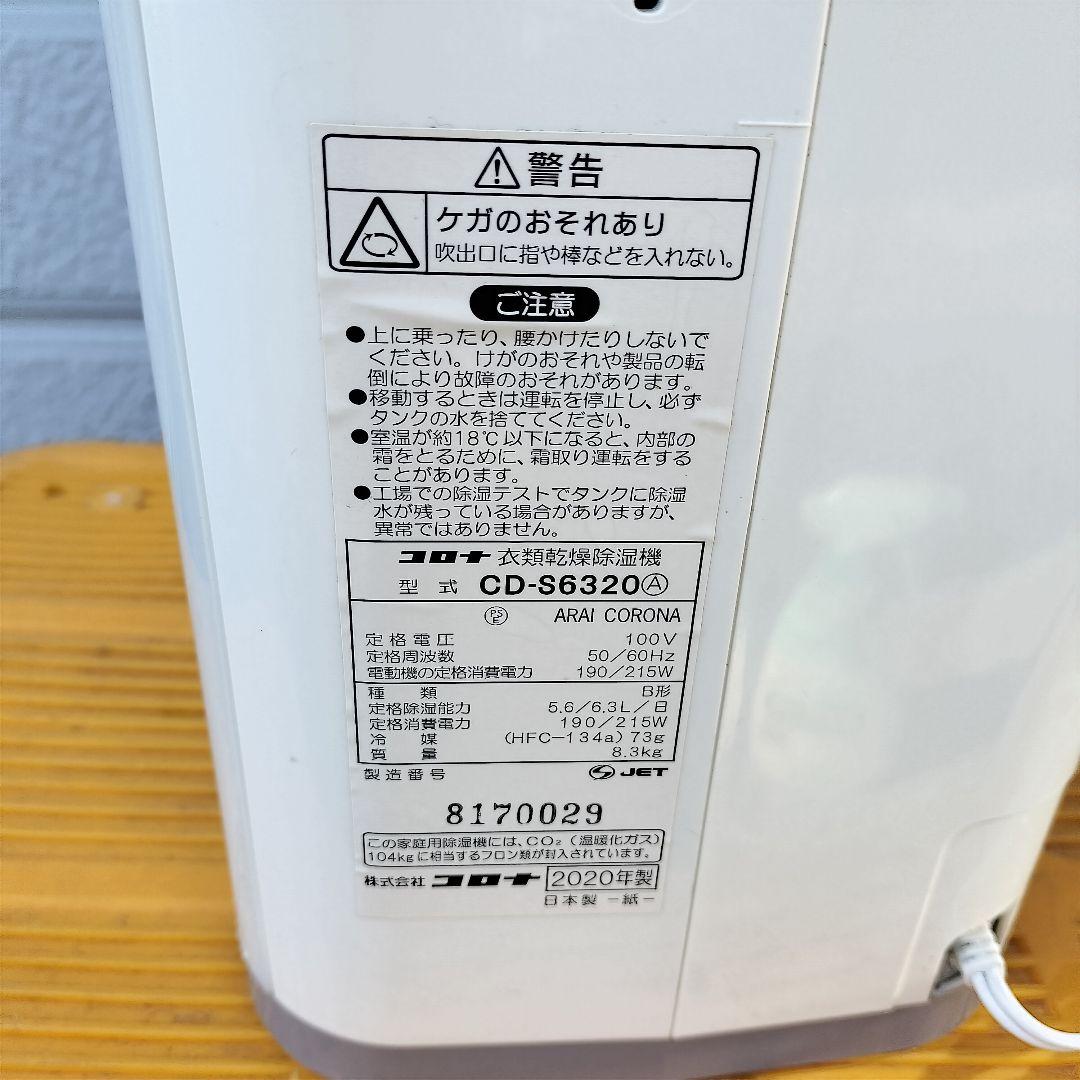 警告
ケガのおそれあり
吹出口に指や棒などを入れない。
ご注意
●上に乗ったり、腰かけたりしないで
ください。けがのおそれや製品の転
倒により故障のおそれがあります。
●移動するときは運転を停止し、必ず
タンクの水を捨ててください。
●室温が約18℃以下になると、内部の
霜をとるために、霜取り運転をする
ことがあります。
●工場での除湿テストでタンクに除湿
水が残っている場合がありますが、
異常ではありません。
コロナ 衣類乾燥除湿機
型式 CD-S6320Ⓐ
PSE ARAI CORONA
定格電圧 100V
定格周波数 50/60Hz
電動機の定格消費電力 190/215W
種類 B形
定格除湿能力 5.6/6.3L/日
定格消費電力 190/215W
冷媒 (HFC-134a) 73g
質量 8.3kg
製造番号 JET
8170029
この家庭用除湿機には、CO₂(温暖化ガス)
104kgに相当するフロン類が封入されています。
株式会社 コロナ 2020年製
日本製 -紙-